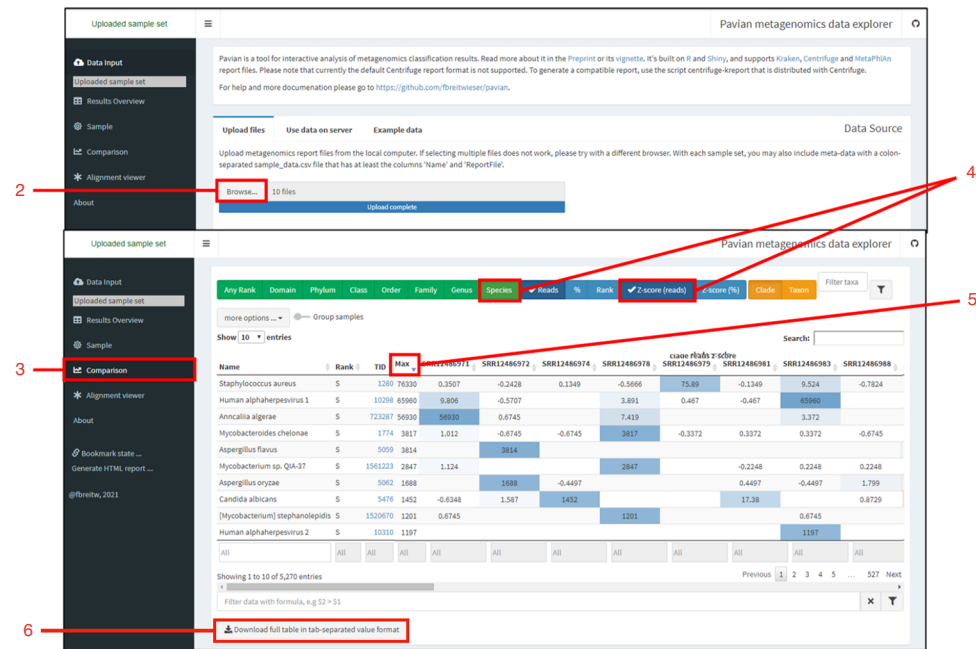 Uploaded sample set
Pavian metagenomics data explorer
Data Input
Uploaded sample set
Results Overview
Sample
Comparison
Alignment viewer
About
Pavian is a tool for interactive analysis of metagenomics classification results. Read more about it in the Preprint or its vignette. It's built on R and Shiny, and supports Kraken, Centrifuge and MetaPhlAn
report files. Please note that currently the default Centrifuge report format is not supported. To generate a compatible report, use the script centrifuge-kreport that is distributed with Centrifuge.
For help and more documenation please go to https://github.com/fbreitwieser/pavian.
Upload files Use data on server Example data Data Source
Upload metagenomics report files from the local computer. If selecting multiple files does not work, please try with a different browser. With each sample set, you may also include meta-data with a colon-
separated sample_data.csv file that has at least the columns 'Name' and 'ReportFile'.
2 Browse... 10 files
Upload complete
4
Uploaded sample set
Pavian metagenomics data explorer
Data Input
Uploaded sample set
Results Overview
Sample
3 Comparison
Alignment viewer
About
Bookmark state ...
Generate HTML report ...
@fbreitw, 2021
Any Rank Domain Phylum Class Order Family Genus Species Reads % Rank Z-score (reads) Z-score (%) Clade Taxon Filter taxa
5
more options ... Group samples
Show 10 entries Search:
clade reads z-score
Name Rank TID Max SRR12486971 SRR12486972 SRR12486974 SRR12486978 SRR12486979 SRR12486981 SRR12486983 SRR12486988
Staphylococcus aureus S 1280 76330 0.3507 -0.2428 0.1349 -0.5666 75.89 -0.1349 9.524 -0.7824
Human alphaherpesvirus 1 S 10298 65960 9.806 -0.5707 3.891 0.467 -0.467 65960
Anncaliia algerae S 723287 56930 56930 0.6745 7.419 3.372
Mycobacteroides chelonae S 1774 3817 1.012 -0.6745 -0.6745 3817 -0.3372 0.3372 0.3372 -0.6745
Aspergillus flavus S 5059 3814 3814
Mycobacterium sp. QIA-37 S 1561223 2847 1.124 2847 -0.2248 0.2248 0.2248
Aspergillus oryzae S 5062 1688 1688 -0.4497 0.4497 -0.4497 1.799
Candida albicans S 5476 1452 -0.6348 1.587 1452 17.38 0.8729
[Mycobacterium] stephanolepidis S 1520670 1201 0.6745 1201 0.6745
Human alphaherpesvirus 2 S 10310 1197 1197
All All All All All All All All All All All All
Showing 1 to 10 of 5,270 entries Previous 1 2 3 4 5 ... 527 Next
Filter data with formula, e.g $2 > $1
6 Download full table in tab-separated value format